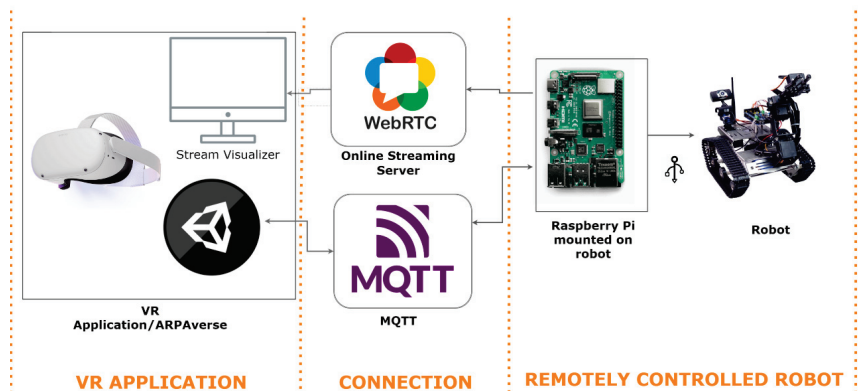 Stream Visualizer
VR
Application/ARPAverse
VR APPLICATION
WebRTC
Online Streaming
Server
MQTT
MQTT
CONNECTION
Raspberry Pi
mounted on
robot
Robot
REMOTELY CONTROLLED ROBOT